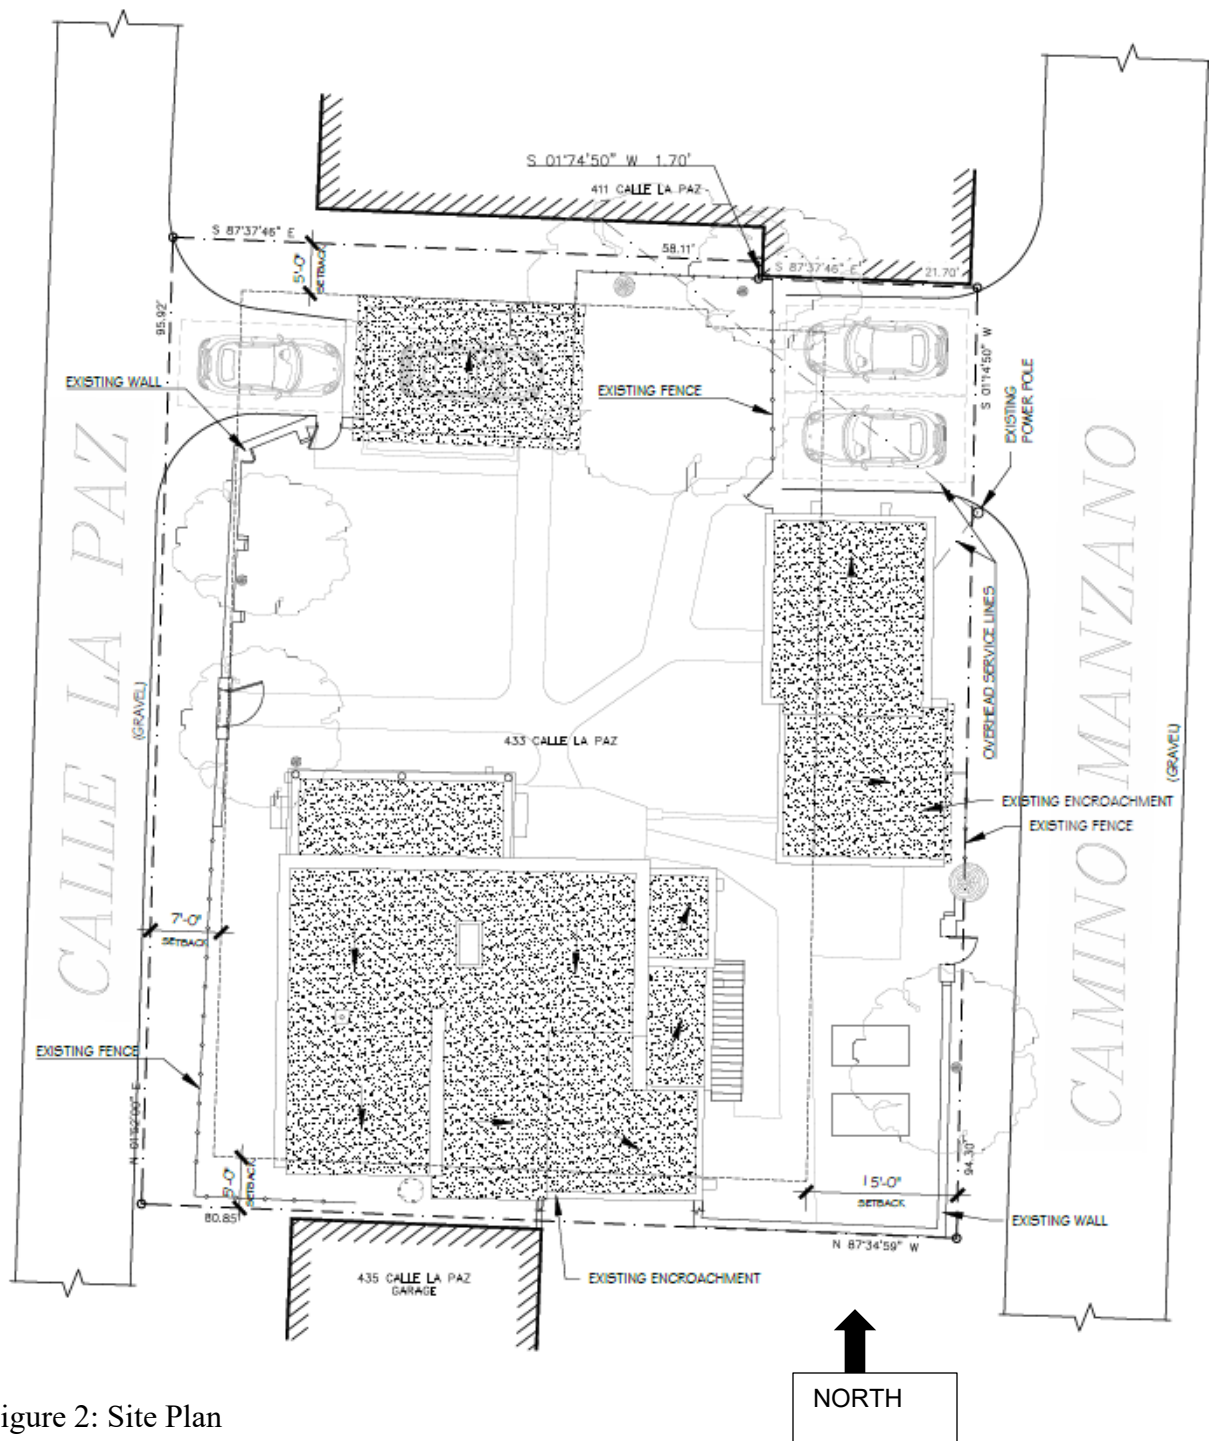 S 01°74'50" W 1.70'
411 CALLE LA PAZ
S 87°37'46" E
58.11'
S 87°37'46" E
21.70'
5'-0"
SETBACK
95.92'
S 01°14'50" W
EXISTING WALL
EXISTING FENCE
EXISTING
POWER POLE
CALLE LA PAZ
(GRAVEL)
CAMINO MANZANO
(GRAVEL)
OVERHEAD SERVICE LINES
433 CALLE LA PAZ
EXISTING ENCROACHMENT
EXISTING FENCE
7'-0"
SETBACK
EXISTING FENCE
N 01°52'00" E
SETBACK
80.85'
94.30'
15'-0"
SETBACK
EXISTING WALL
N 87°34'59" W
435 CALLE LA PAZ
GARAGE
EXISTING ENCROACHMENT
NORTH
igure 2: Site Plan